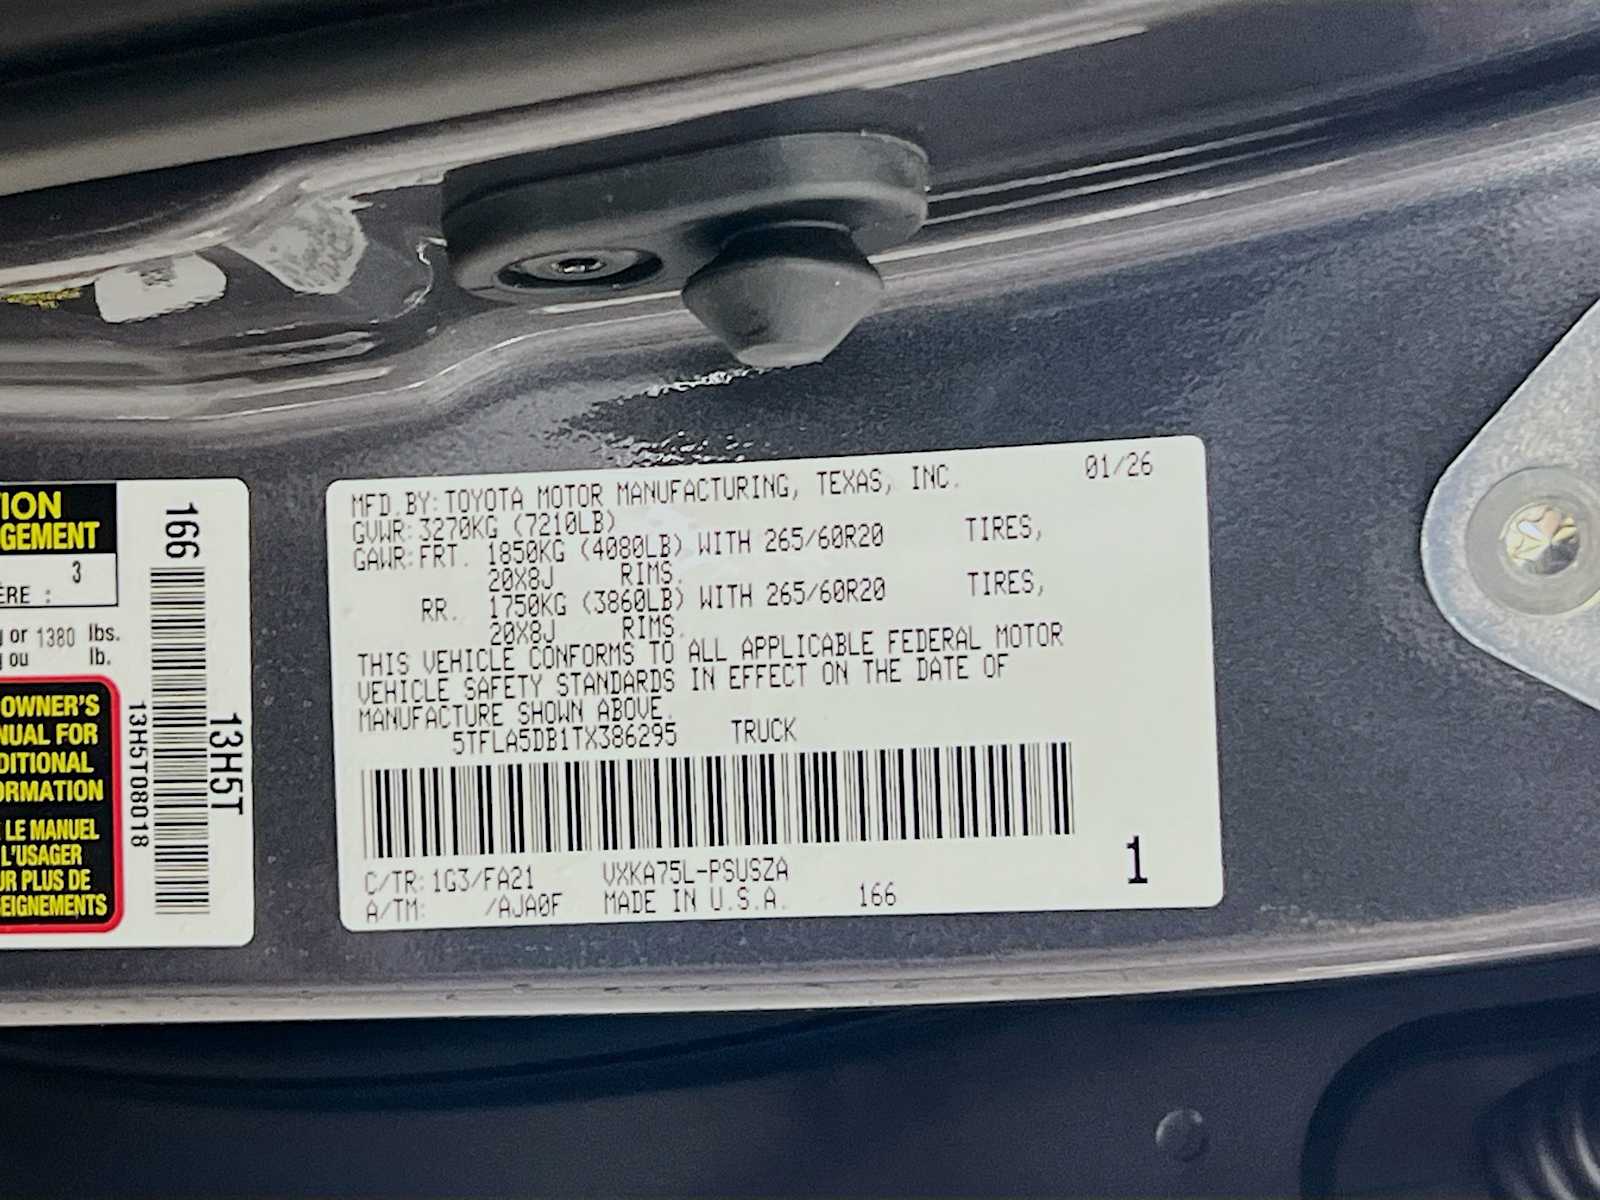 TION
GEMENT
3
ÈRE :
or 1380 lbs.
ou lb.
OWNER'S
NUAL FOR
DITIONAL
ORMATION
LE MANUEL
L'USAGER
UR PLUS DE
EIGNEMENTS
166
13H5T08018
13H5T
MFD.BY: TOYOTA MOTOR MANUFACTURING, TEXAS, INC. 01/26
GVWR: 3270KG (7210LB)
GAWR: FRT. 1850KG (4080LB) WITH 265/60R20 TIRES,
20X8J RIMS.
RR. 1750KG (3860LB) WITH 265/60R20 TIRES,
20X8J RIMS.
THIS VEHICLE CONFORMS TO ALL APPLICABLE FEDERAL MOTOR
VEHICLE SAFETY STANDARDS IN EFFECT ON THE DATE OF
MANUFACTURE SHOWN ABOVE.
5TFLA5DB1TX386295 TRUCK
C/TR: 1G3/FA21 VXKA75L-PSUSZA
A/TM: /AJA0F MADE IN U.S.A. 166
1